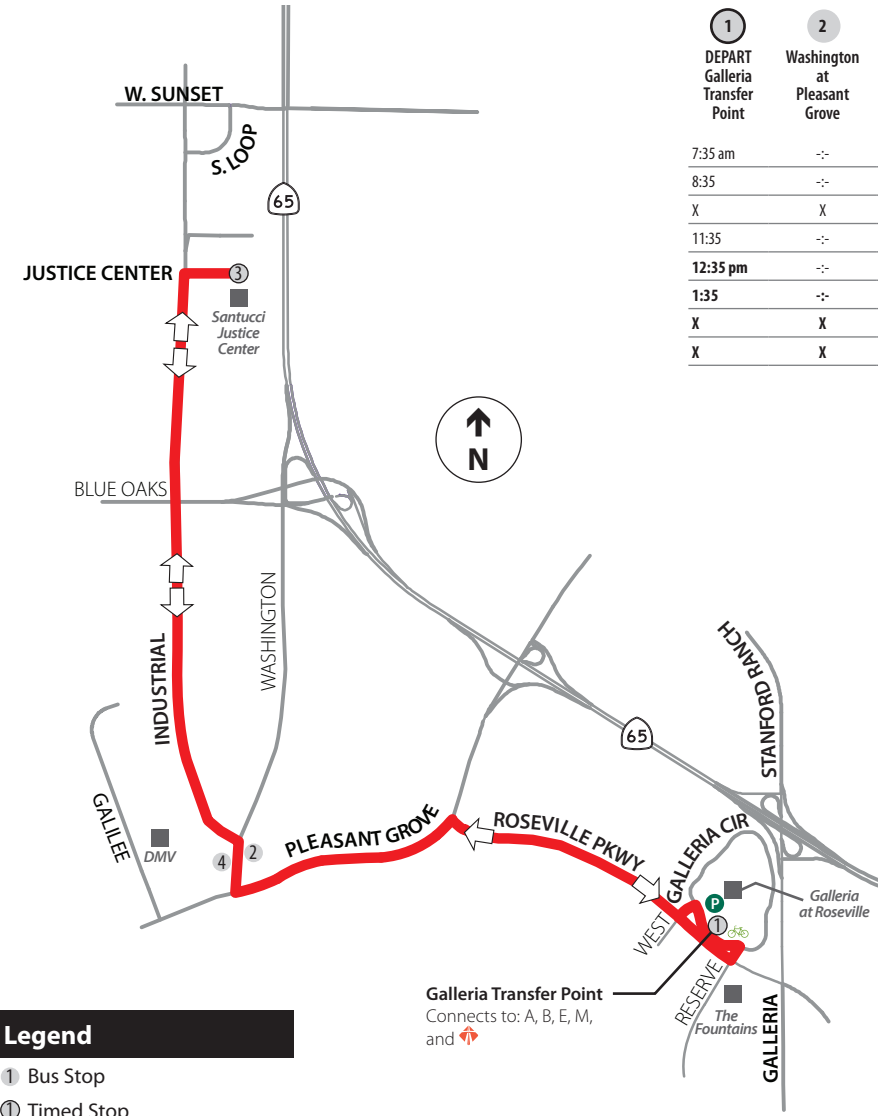 1 2
DEPART Washington
Galleria at
Transfer Pleasant
Point Grove
7:35 am -:-
8:35 -:-
X X
11:35 -:-
12:35 pm -:-
1:35 -:-
X X
X X
W. SUNSET
S. LOOP
65
JUSTICE CENTER
3
Santucci
Justice
Center
N
BLUE OAKS
WASHINGTON
INDUSTRIAL
STANFORD RANCH
65
GALILEE
DMV
4 2
PLEASANT GROVE
ROSEVILLE PKWY
GALLERIA CIR
P
1
Galleria
at Roseville
WEST
RESERVE
The
Fountains
GALLERIA
Galleria Transfer Point
Connects to: A, B, E, M,
and
Legend
1 Bus Stop
1 Timed Stop